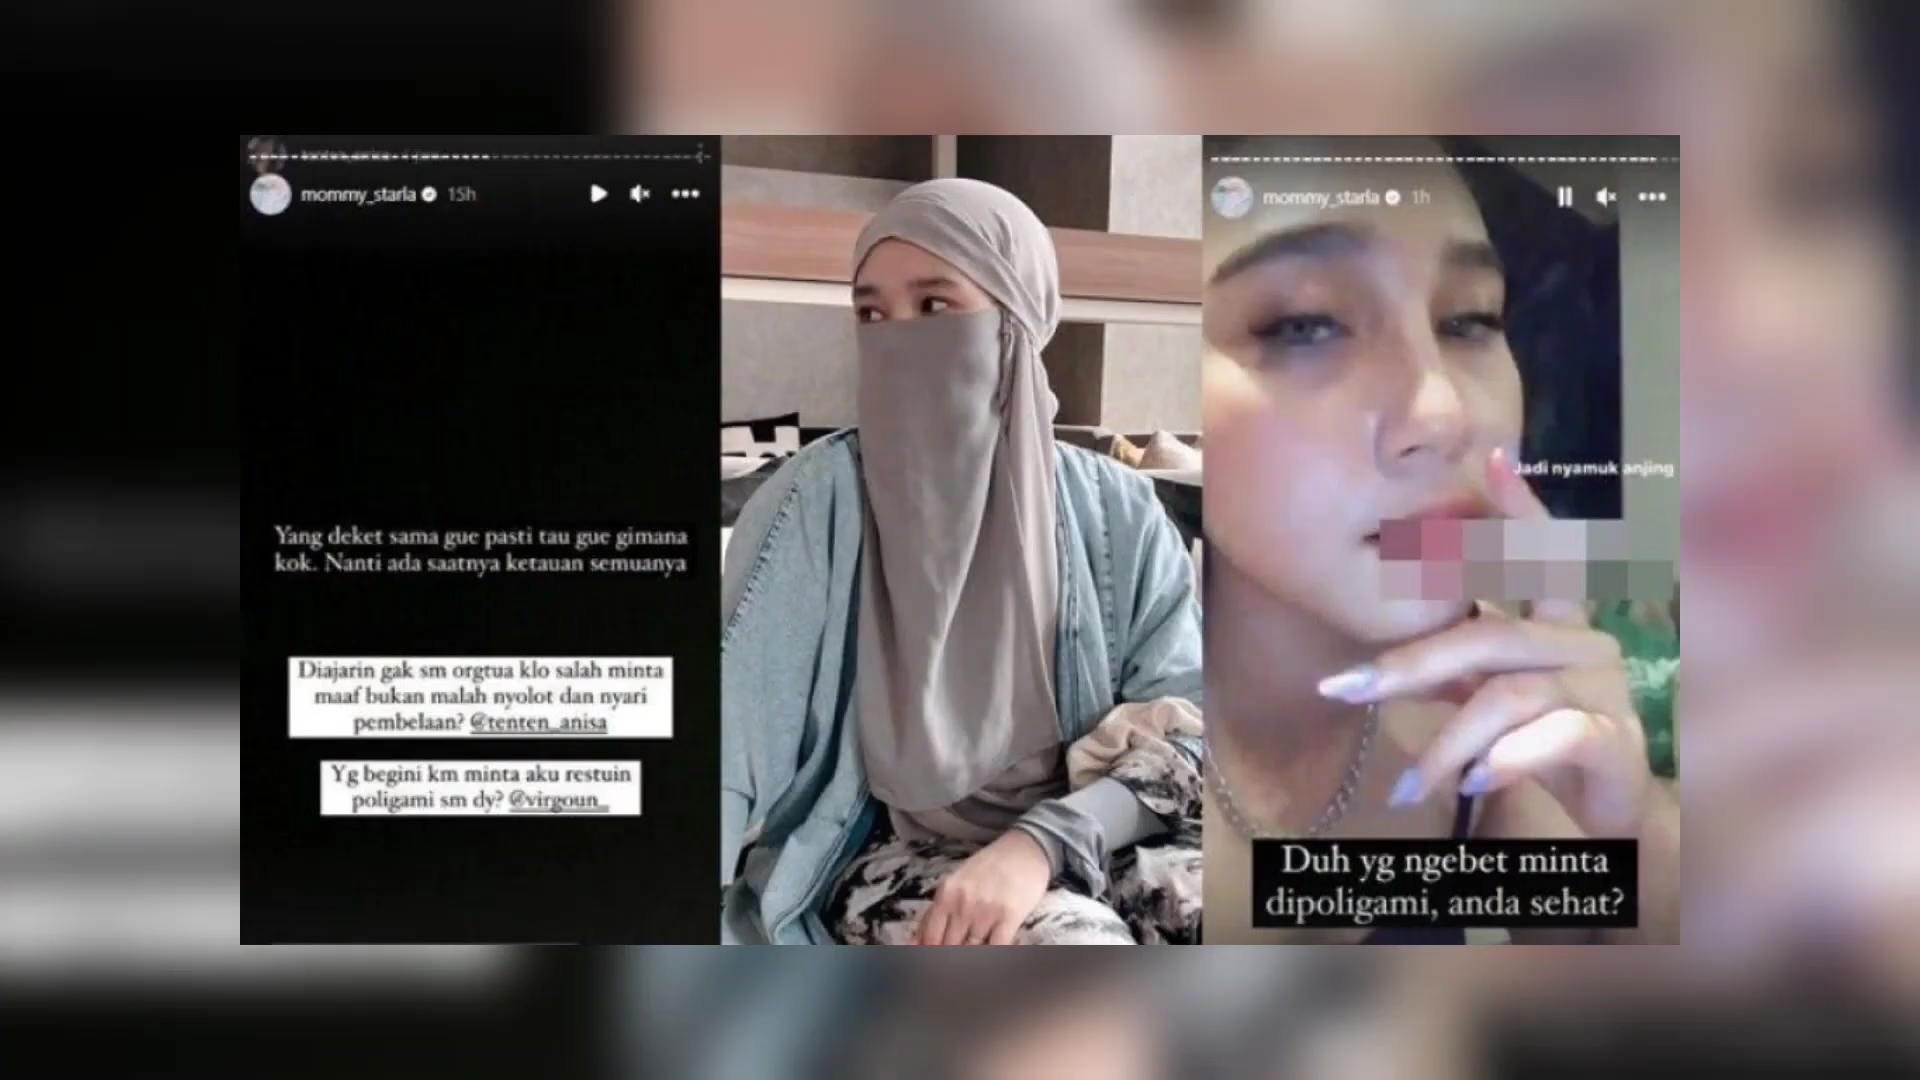 mommy_starla 15h
Yang deket sama gue pasti tau gue gimana
kok. Nanti ada saatnya ketauan semuanya
Diajarin gak sm orgtua klo salah minta
maaf bukan malah nyolot dan nyari
pembelaan? @tenten_anisa
Yg begini km minta aku restuin
poligami sm dy? @virgoun_
mommy_starla 1h
Jadi nyamuk anjing
Duh yg ngebet minta
dipoligami, anda sehat?